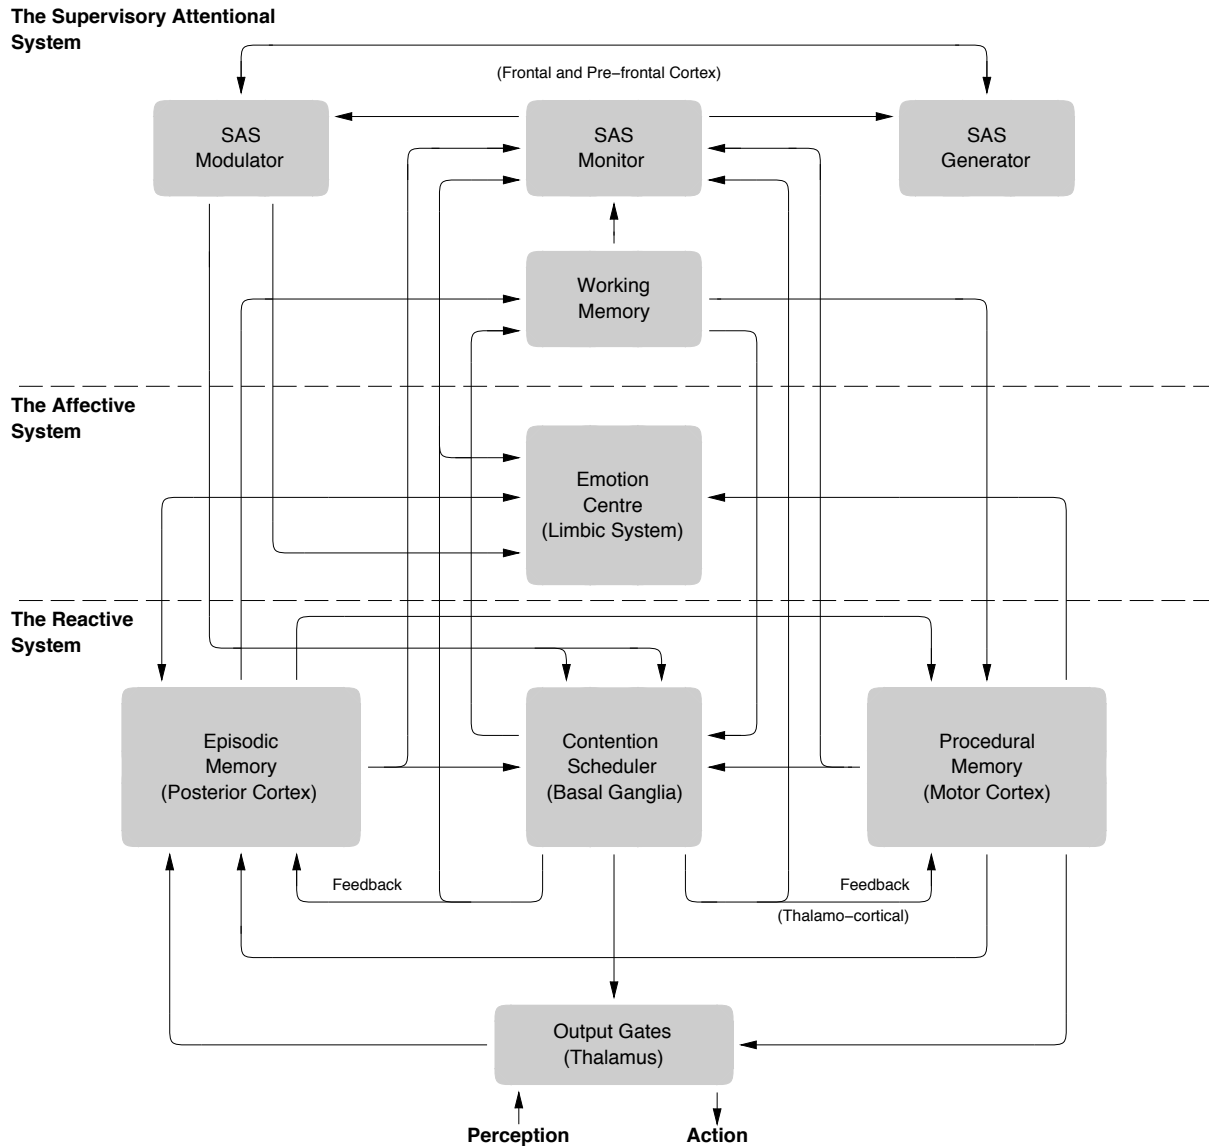 The Supervisory Attentional
System
(Frontal and Pre−frontal Cortex)
SAS
Modulator
SAS
Monitor
SAS
Generator
Working
Memory
The Affective
System
Emotion
Centre
(Limbic System)
The Reactive
System
Episodic
Memory
(Posterior Cortex)
Contention
Scheduler
(Basal Ganglia)
Procedural
Memory
(Motor Cortex)
Feedback
Feedback
(Thalamo−cortical)
Output Gates
(Thalamus)
Perception
Action